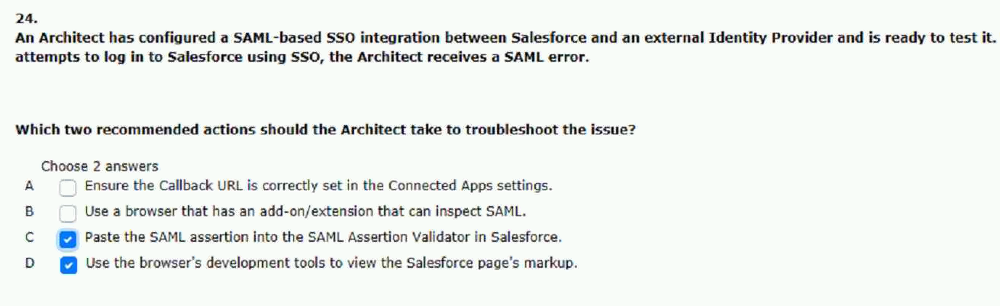 24.
An Architect has configured a SAML-based SSO integration between Salesforce and an external Identity Provider and is ready to test it.
attempts to log in to Salesforce using SSO, the Architect receives a SAML error.
Which two recommended actions should the Architect take to troubleshoot the issue?
Choose 2 answers
A Ensure the Callback URL is correctly set in the Connected Apps settings.
B Use a browser that has an add-on/extension that can inspect SAML.
C Paste the SAML assertion into the SAML Assertion Validator in Salesforce.
D Use the browser's development tools to view the Salesforce page's markup.